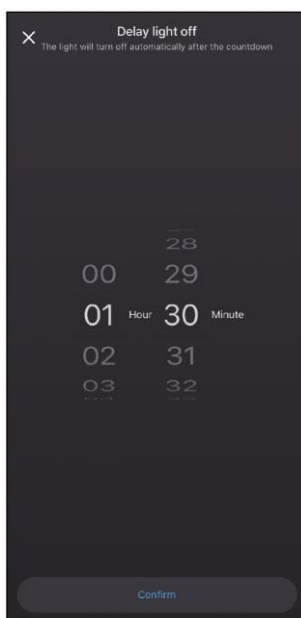 Delay light off
The light will turn off automatically after the countdown
28
00 29
01 Hour 30 Minute
02 31
03 32
Confirm